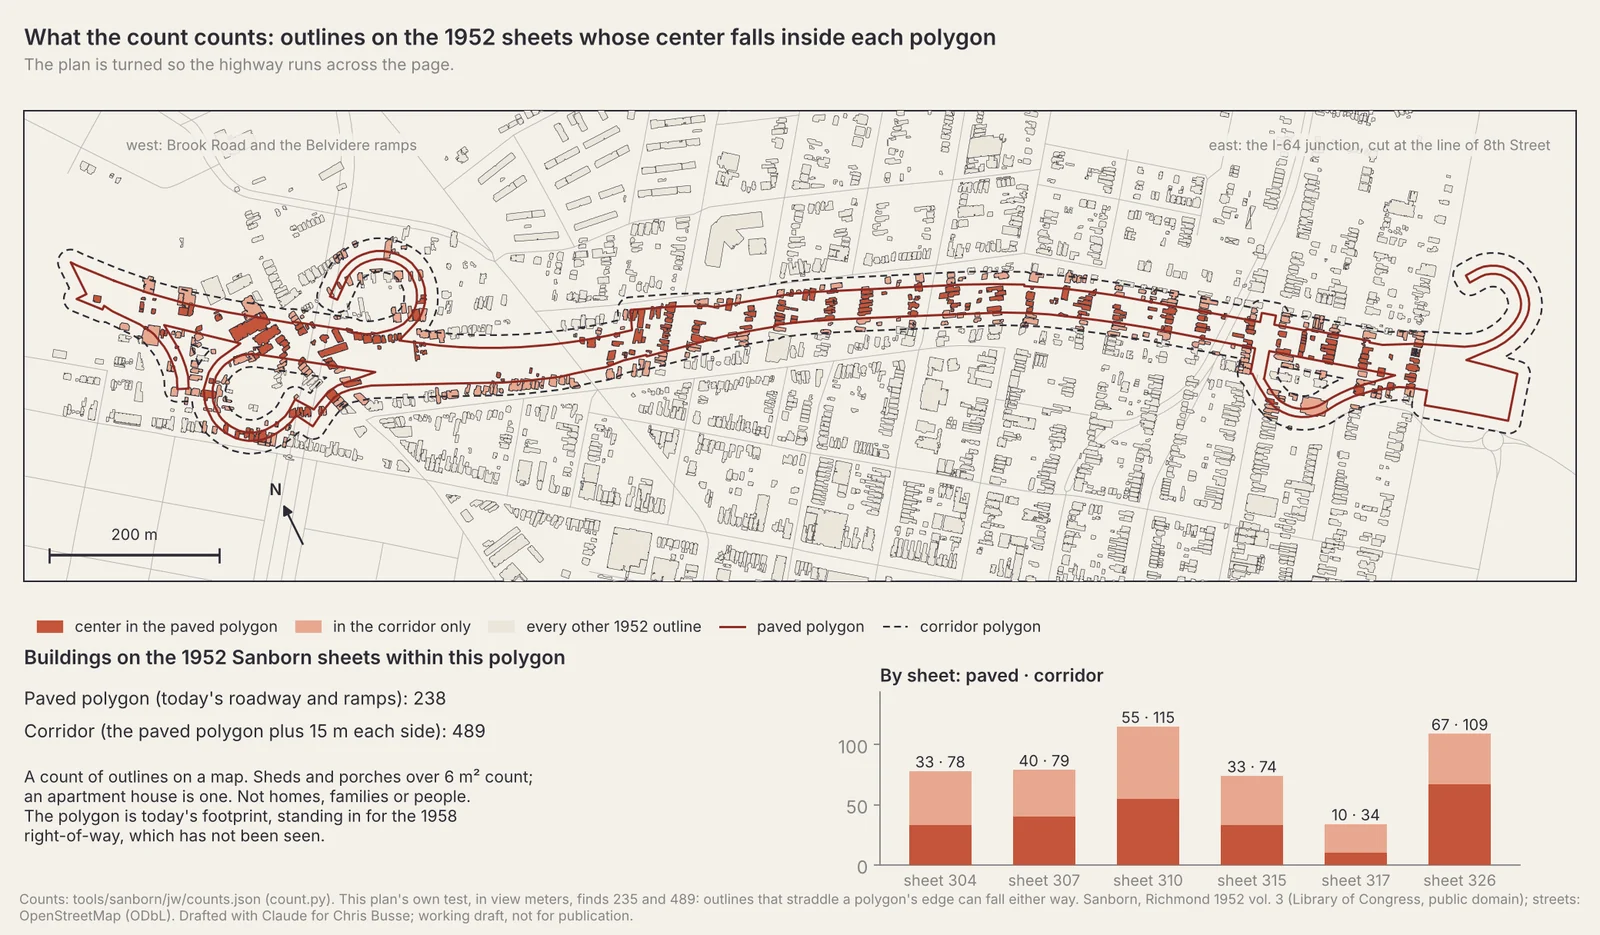 What the count counts: outlines on the 1952 sheets whose center falls inside each polygon
The plan is turned so the highway runs across the page.
west: Brook Road and the Belvidere ramps
east: the I-64 junction, cut at the line of 8th Street
N
200 m
center in the paved polygon
in the corridor only
every other 1952 outline
paved polygon
corridor polygon
Buildings on the 1952 Sanborn sheets within this polygon
Paved polygon (today's roadway and ramps): 238
Corridor (the paved polygon plus 15 m each side): 489
A count of outlines on a map. Sheds and porches over 6 m² count;
an apartment house is one. Not homes, families or people.
The polygon is today's footprint, standing in for the 1958
right-of-way, which has not been seen.
By sheet: paved · corridor
100
50
0
33 · 78
40 · 79
55 · 115
33 · 74
10 · 34
67 · 109
sheet 304
sheet 307
sheet 310
sheet 315
sheet 317
sheet 326
Counts: tools/sanborn/jw/counts.json (count.py). This plan's own test, in view meters, finds 235 and 489: outlines that straddle a polygon's edge can fall either way. Sanborn, Richmond 1952 vol. 3 (Library of Congress, public domain); streets:
OpenStreetMap (ODbL). Drafted with Claude for Chris Busse; working draft, not for publication.